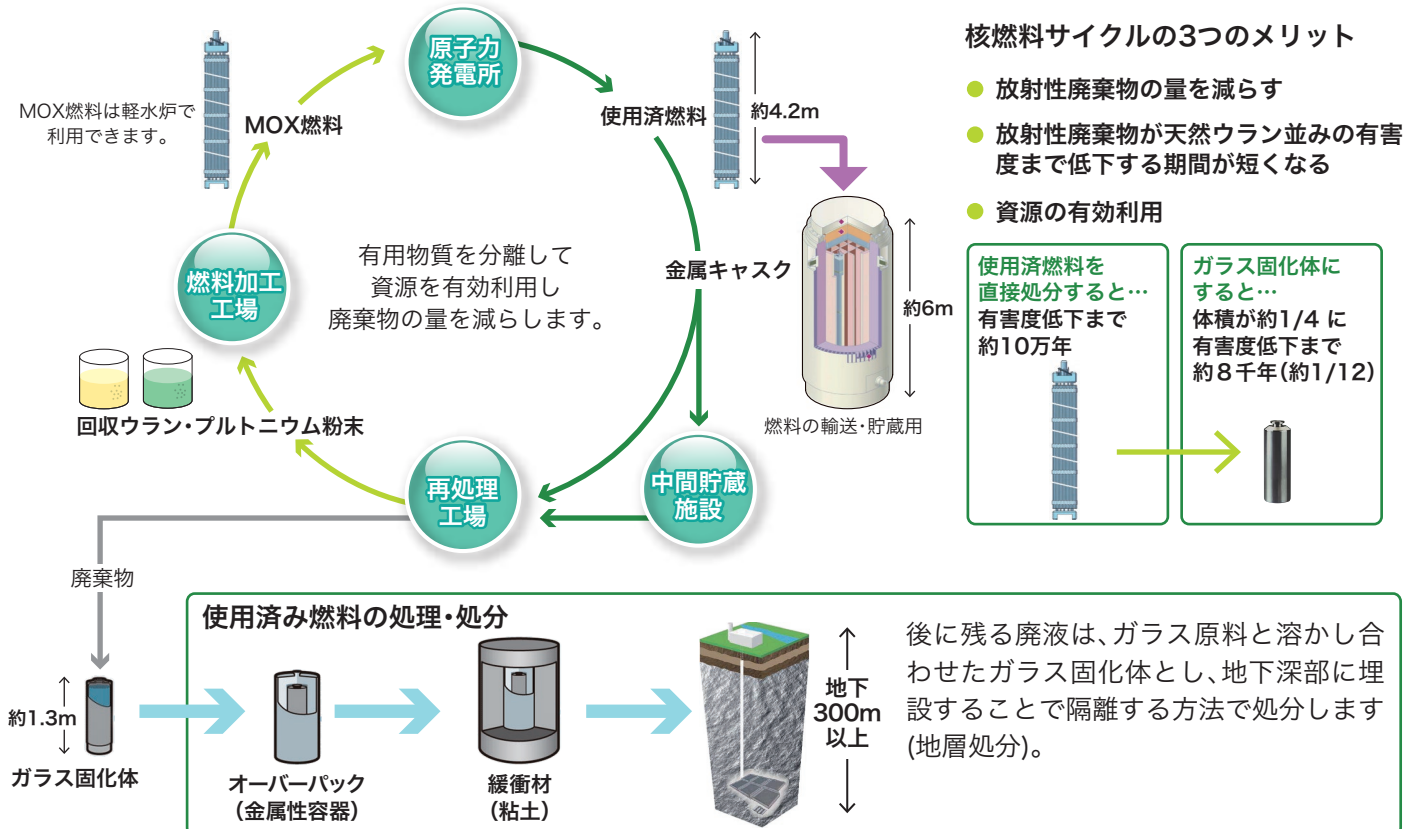 原子力
発電所
MOX燃料は軽水炉で
利用できます。
MOX燃料
使用済燃料
約4.2m
燃料加工
工場
有用物質を分離して
資源を有効利用し
廃棄物の量を減らします。
金属キャスク
約6m
燃料の輸送・貯蔵用
回収ウラン・プルトニウム粉末
再処理
工場
中間貯蔵
施設
核燃料サイクルの3つのメリット
● 放射性廃棄物の量を減らす
● 放射性廃棄物が天然ウラン並みの有害
度まで低下する期間が短くなる
● 資源の有効利用
使用済燃料を
直接処分すると…
有害度低下まで
約10万年
ガラス固化体に
すると…
体積が約1/4 に
有害度低下まで
約8千年(約1/12)
廃棄物
約1.3m
ガラス固化体
使用済み燃料の処理・処分
オーバーパック
(金属性容器)
緩衝材
(粘土)
地下
300m
以上
後に残る廃液は、ガラス原料と溶かし合
わせたガラス固化体とし、地下深部に埋
設することで隔離する方法で処分します
(地層処分)。